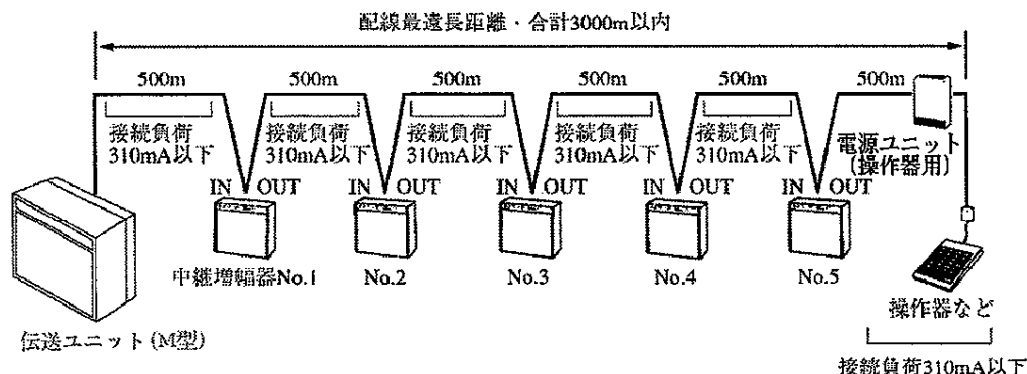 配線最遠長距離・合計3000m以内
500m 500m 500m 500m 500m 500m
接続負荷
310mA以下
接続負荷
310mA以下
接続負荷
310mA以下
接続負荷
310mA以下
接続負荷
310mA以下
電源ユニット
(操作器用)
IN OUT IN OUT IN OUT IN OUT IN OUT
中継増幅器No.1 No.2 No.3 No.4 No.5
操作器など
伝送ユニット(M型)
接続負荷310mA以下